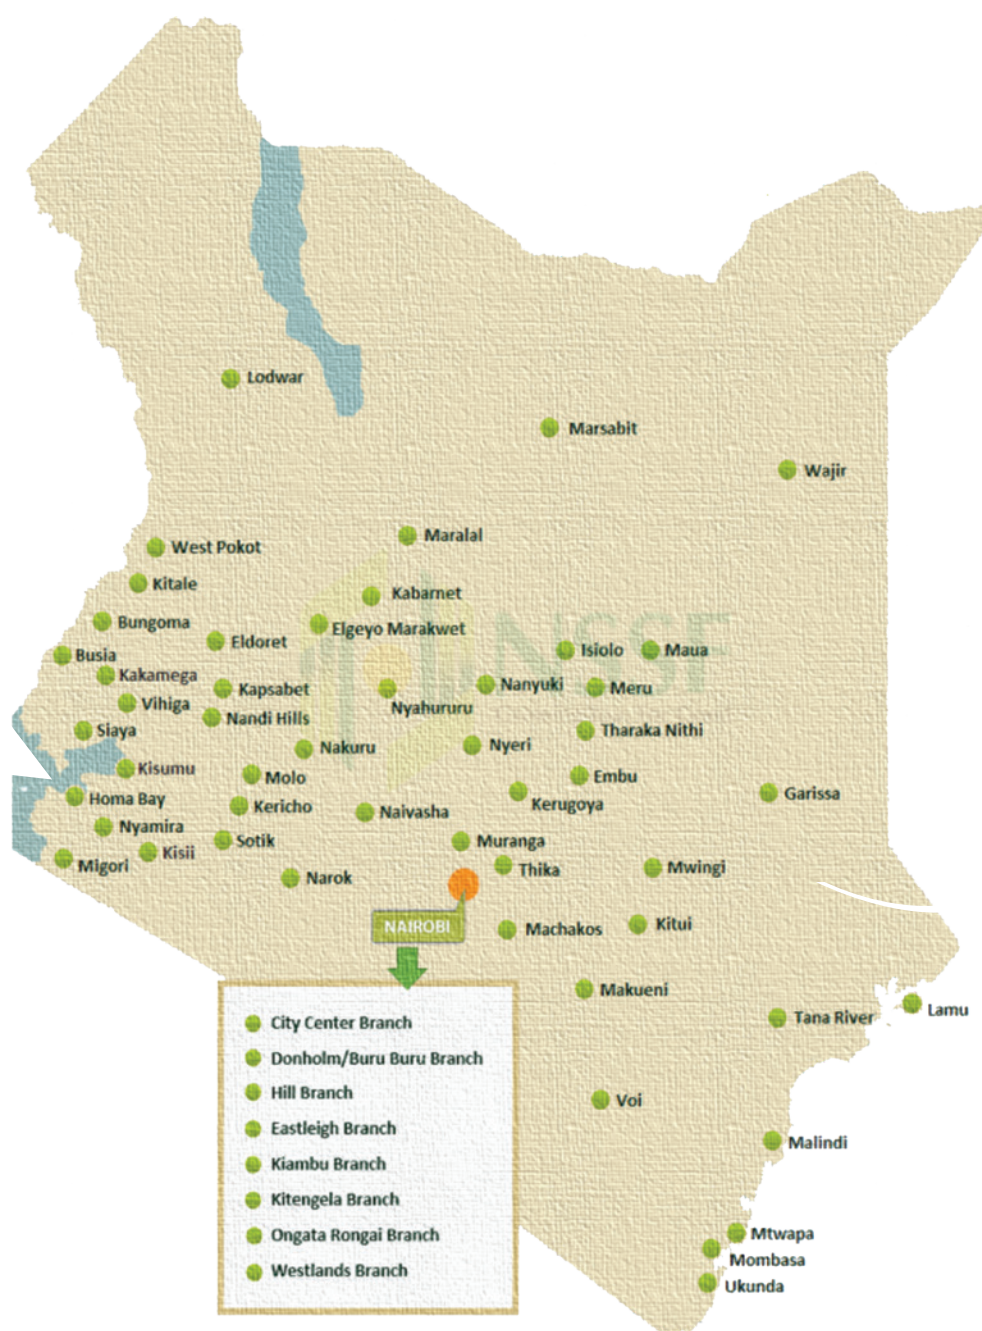 Lodwar
Marsabit
Wajir
Maralal
West Pokot
Kitale
Kabarnet
Bungoma
Elgeyo Marakwet
Eldoret
Isiolo
Maua
Busia
Kakamega
Kapsabet
Nanyuki
Meru
Vihiga
Nyahururu
Nandi Hills
Siaya
Tharaka Nithi
Nakuru
Nyeri
Kisumu
Molo
Embu
Homa Bay
Kericho
Kerugoya
Garissa
Naivasha
Nyamira
Sotik
Muranga
Kisii
Migori
Thika
Mwingi
Narok
NAIROBI
Machakos
Kitui
Makueni
Tana River
Lamu
City Center Branch
Donholm/Buru Buru Branch
Hill Branch
Eastleigh Branch
Kiambu Branch
Kitengela Branch
Ongata Rongai Branch
Westlands Branch
Voi
Malindi
Mtwapa
Mombasa
Ukunda
NSSF